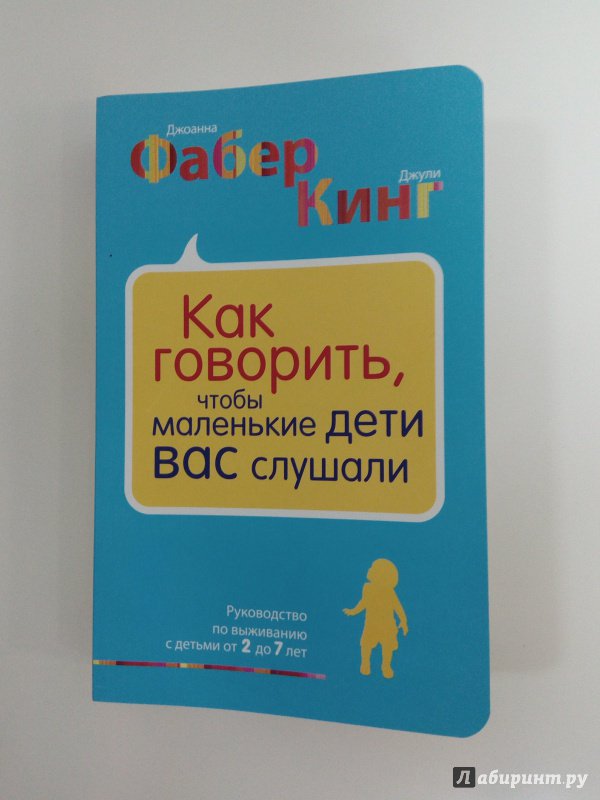 Джоанна
Фабер
Джули
Кинг
Как
говорить,
чтобы
маленькие дети
вас слушали
Руководство
по выживанию
с детьми от 2 до 7 лет
Лабиринт.ру